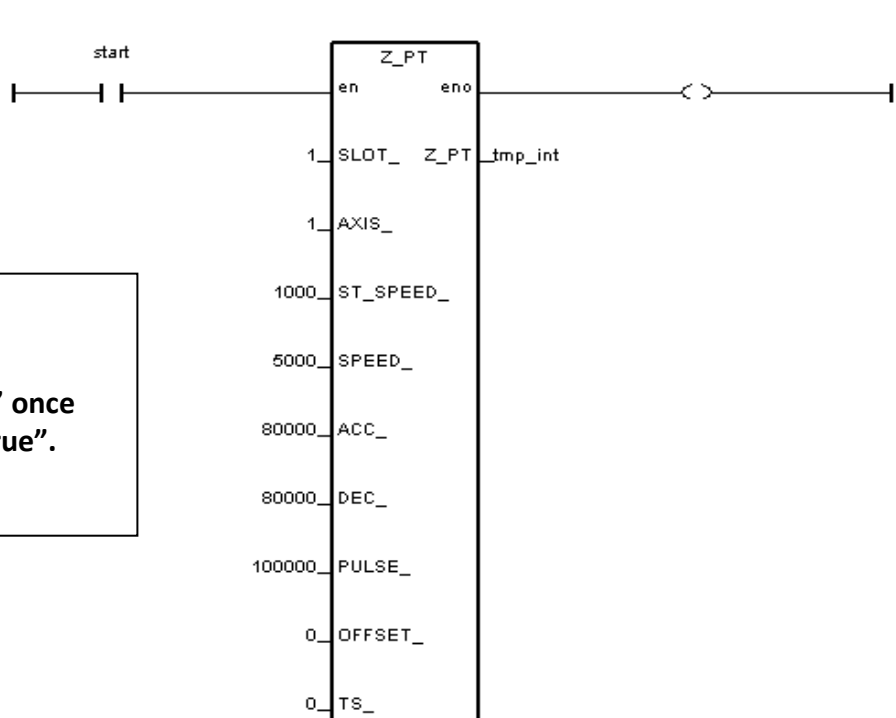 start
Z_PT
en eno
1 SLOT_ Z_PT tmp_int
1 AXIS_
1000 ST_SPEED_
5000 SPEED_
80000 ACC_
80000 DEC_
100000 PULSE_
0 OFFSET_
0 TS_
” once
rue”.